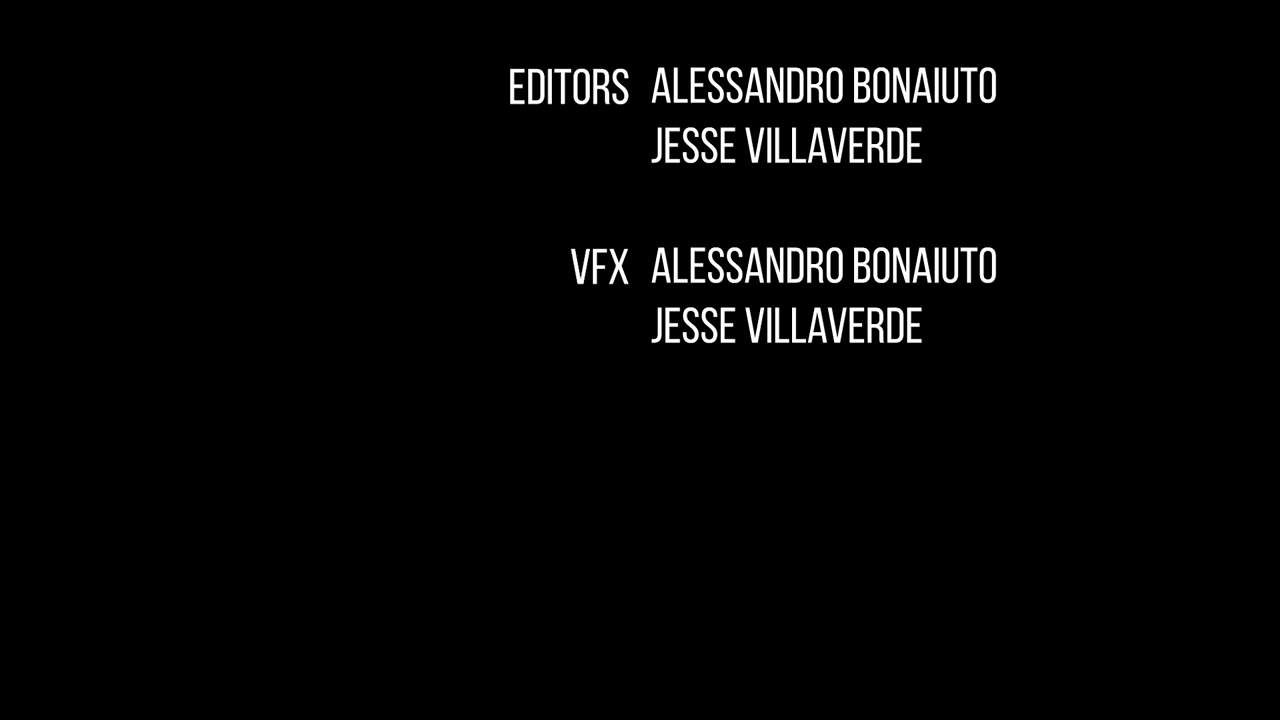 EDITORS ALESSANDRO BONAIUTO
JESSE VILLAVERDE
VFX ALESSANDRO BONAIUTO
JESSE VILLAVERDE